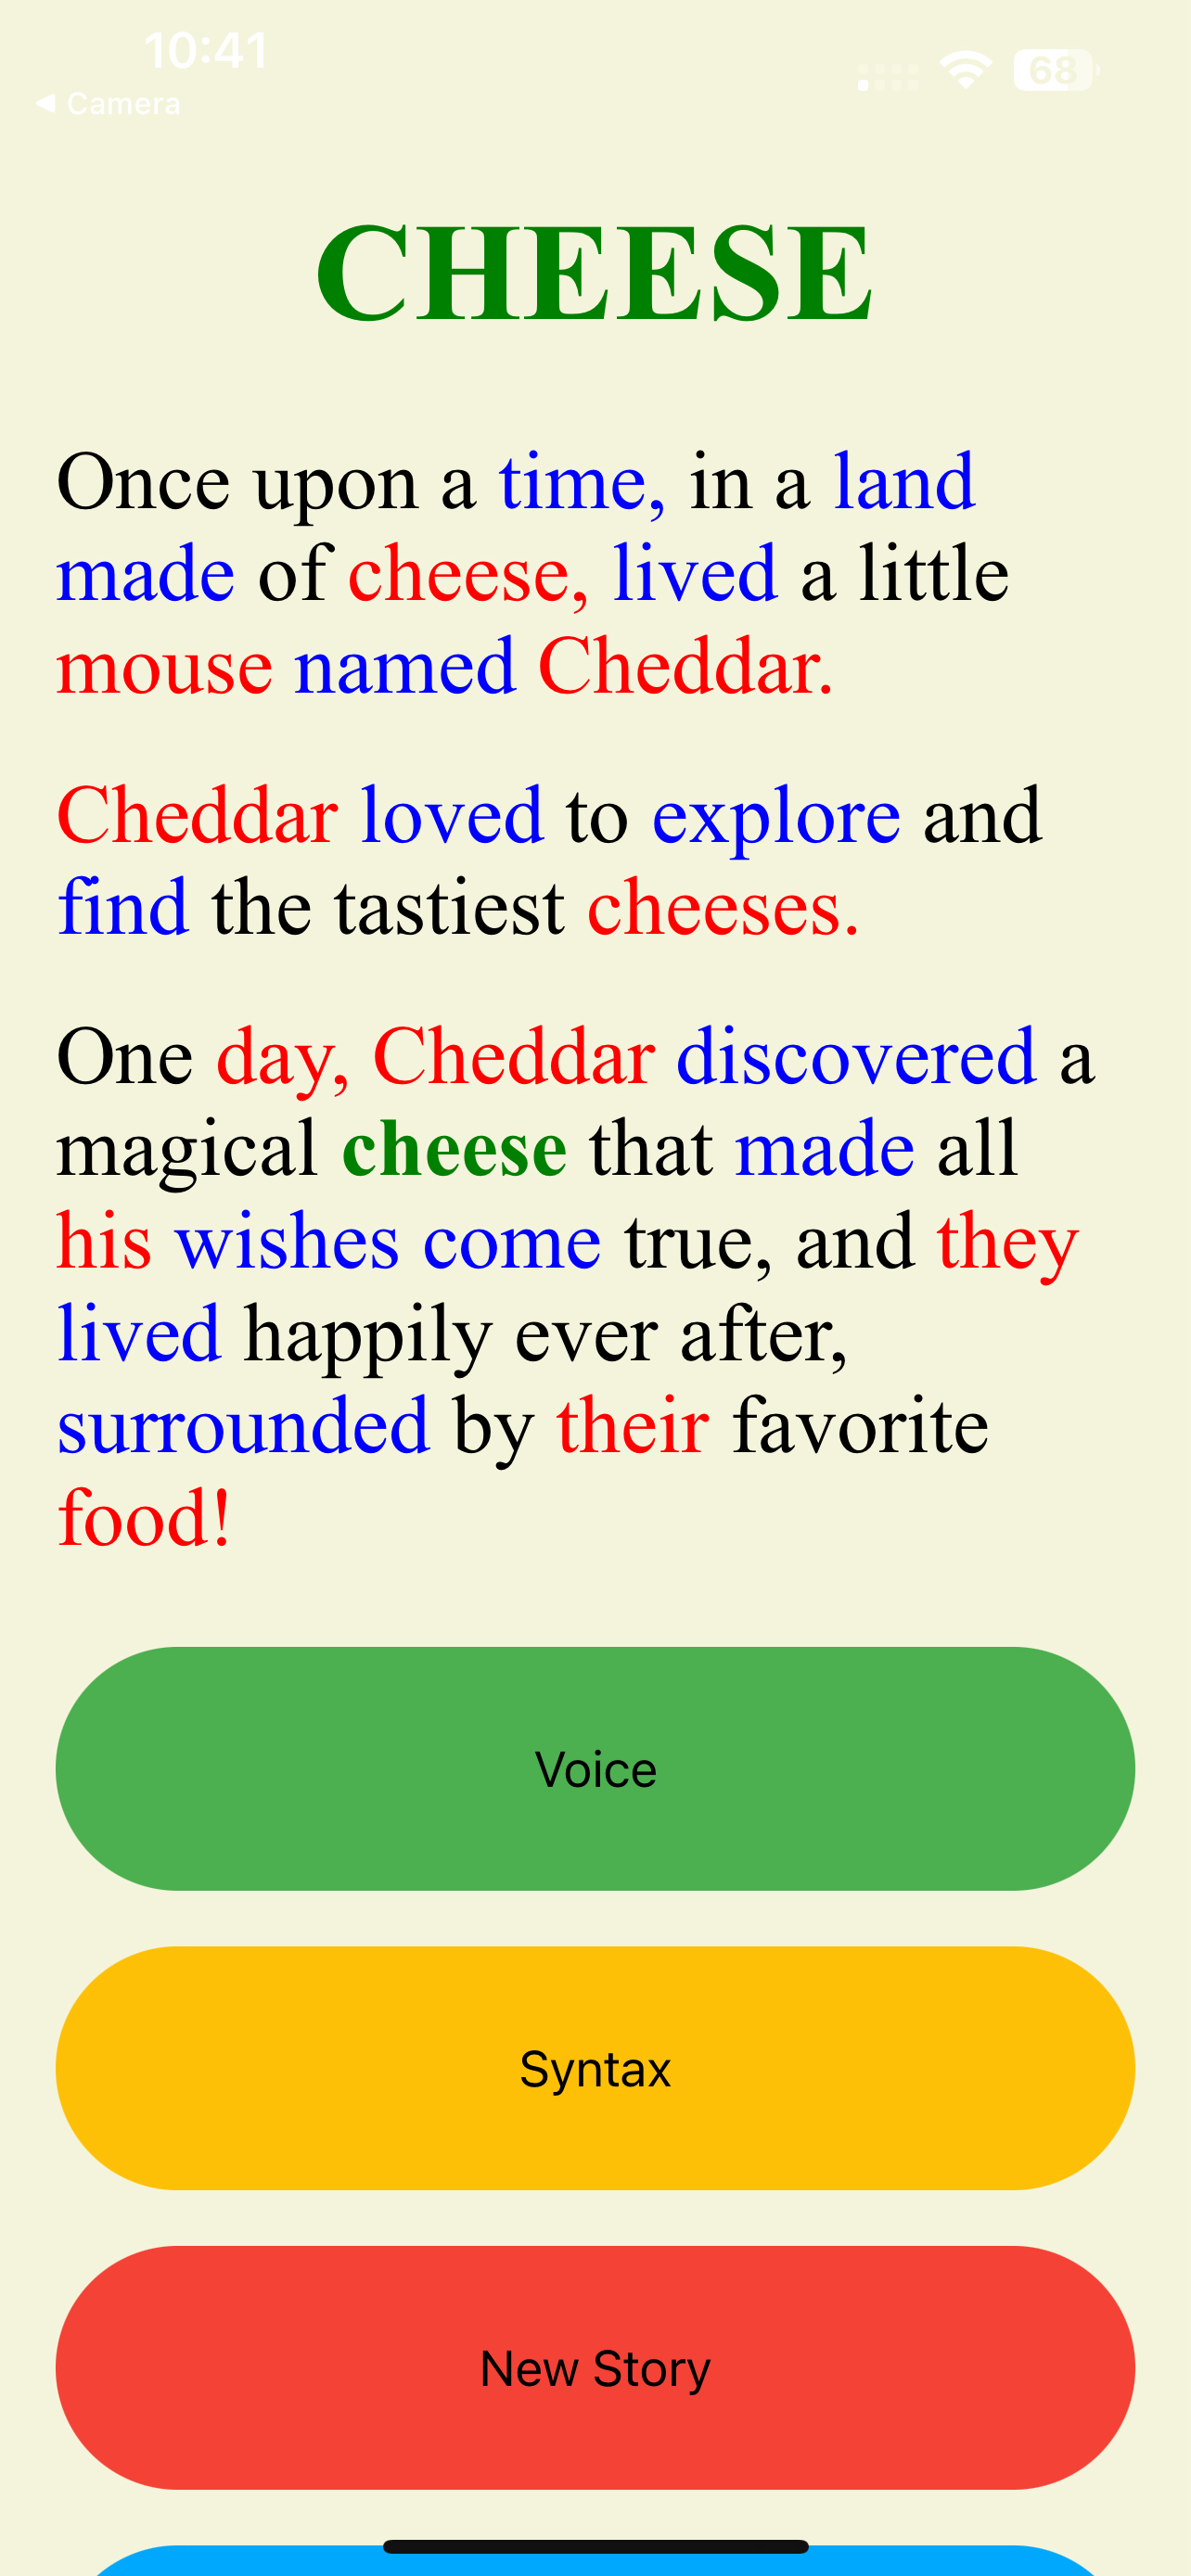 10:41
68
◀ Camera
CHEESE
Once upon a time, in a land
made of cheese, lived a little
mouse named Cheddar.
Cheddar loved to explore and
find the tastiest cheeses.
One day, Cheddar discovered a
magical cheese that made all
his wishes come true, and they
lived happily ever after,
surrounded by their favorite
food!
Voice
Syntax
New Story